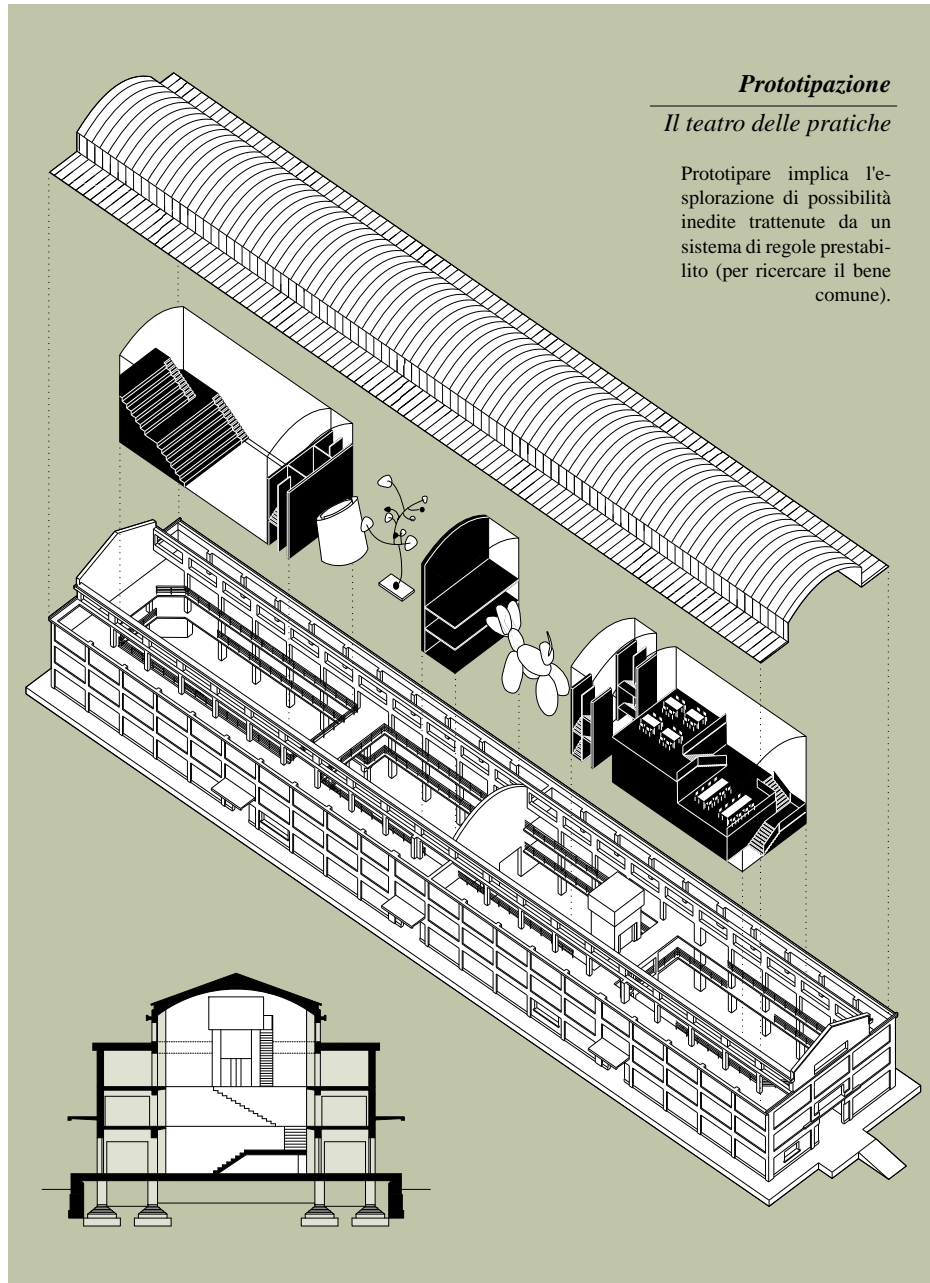 Prototipazione
Il teatro delle pratiche
Prototipare implica l'e-
splorazione di possibilità
inedite trattenute da un
sistema di regole prestabi-
lito (per ricercare il bene
comune).